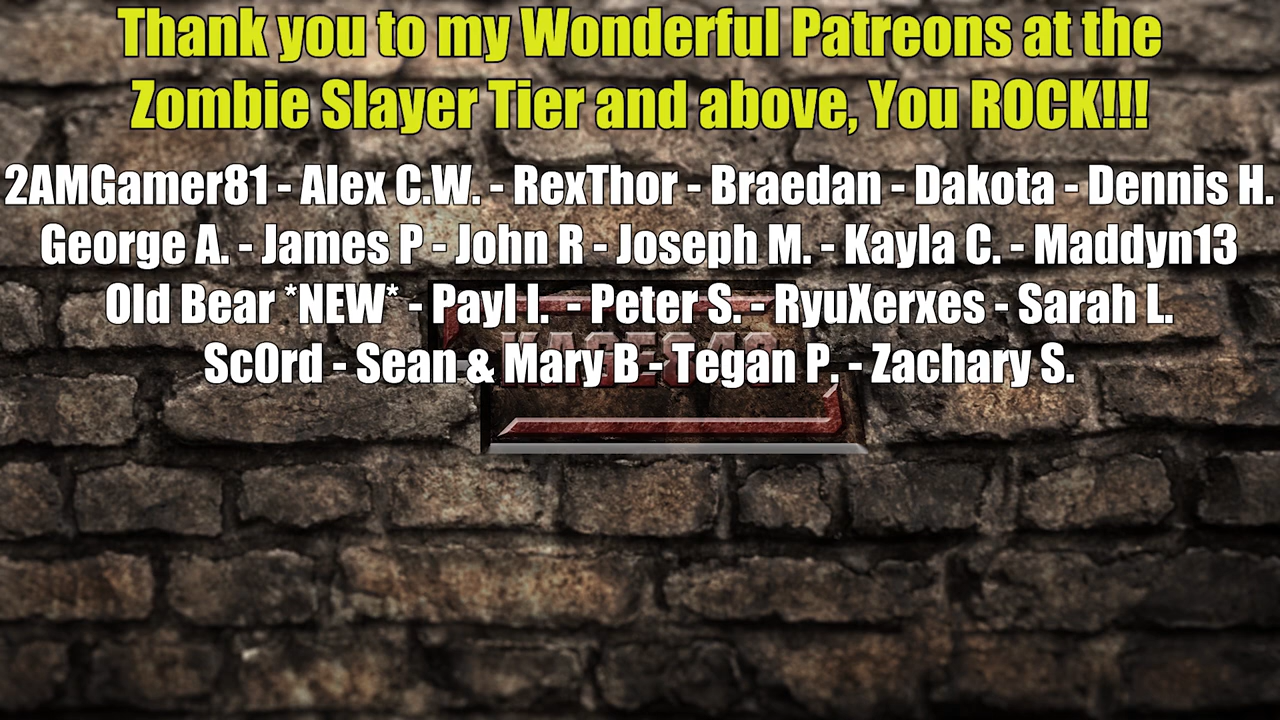 Thank you to my Wonderful Patreons at the
Zombie Slayer Tier and above, You ROCK!!!
2AMGamer81 - Alex C.W. - RexThor - Braedan - Dakota - Dennis H.
George A. - James P - John R - Joseph M. - Kayla C. - Maddyn13
Old Bear *NEW* - Payl I. - Peter S. - RyuXerxes - Sarah L.
Sc0rd - Sean & Mary B - Tegan P. - Zachary S.